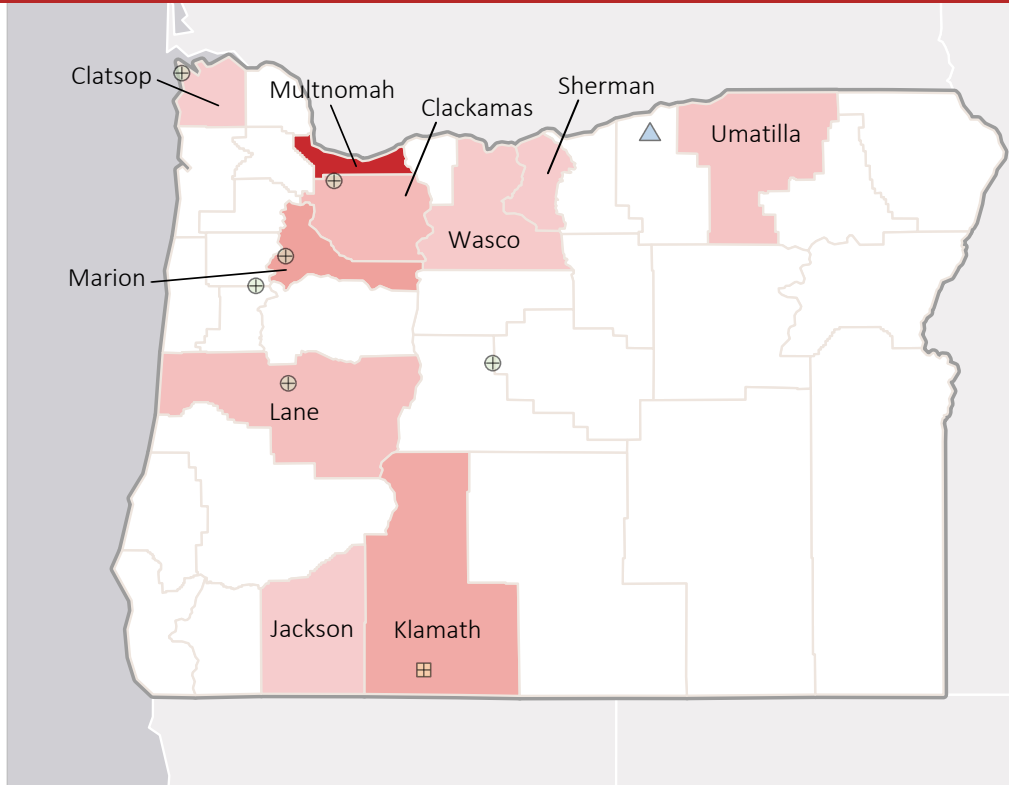 Clatsop
Multnomah
Sherman
Clackamas
Umatilla
Wasco
Marion
Lane
Jackson
Klamath